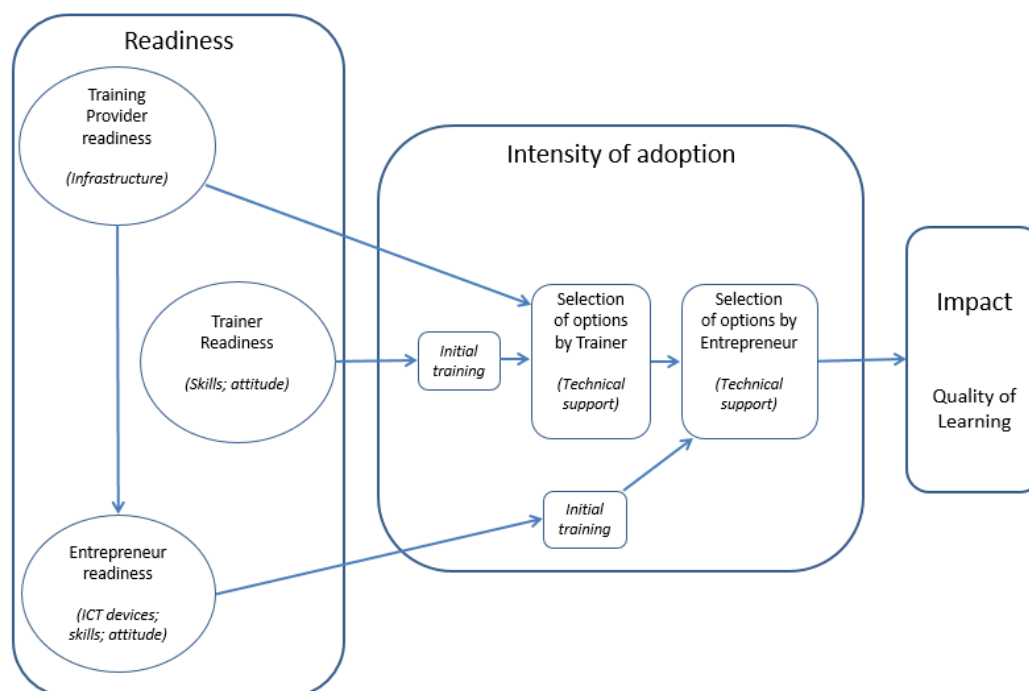 Readiness
Training
Provider
readiness
(Infrastructure)
Trainer
Readiness
(Skills; attitude)
Entrepreneur
readiness
(ICT devices;
skills; attitude)
Intensity of adoption
Initial
training
Selection
of options
by Trainer
(Technical
support)
Selection
of options by
Entrepreneur
(Technical
support)
Initial
training
Impact
Quality of
Learning